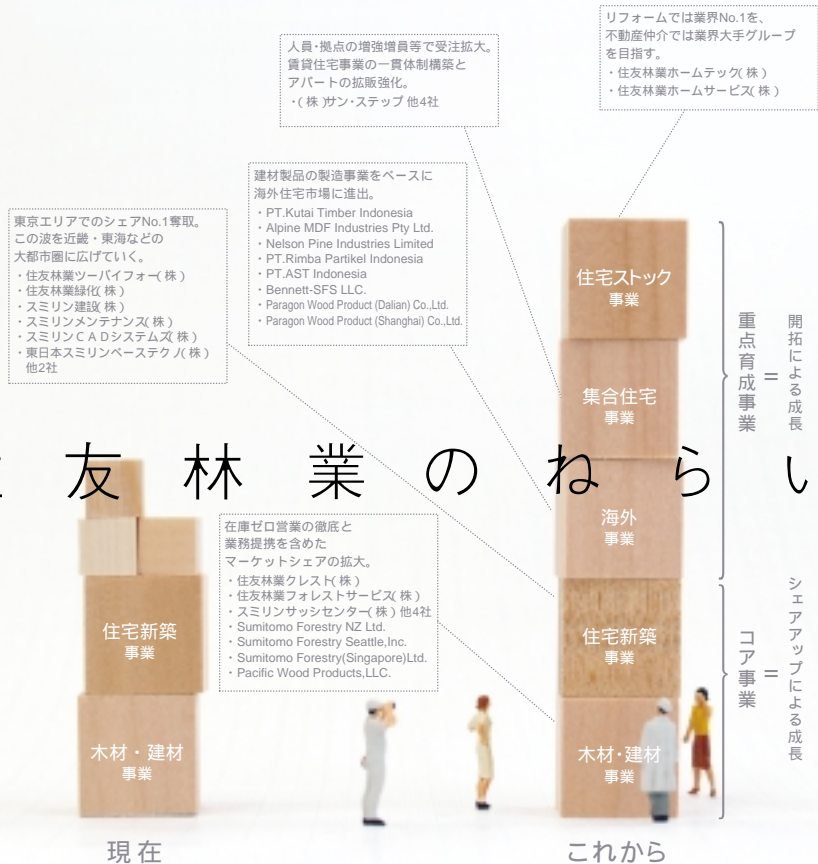 リフォームでは業界No.1を、
不動産仲介では業界大手グループ
を目指す。
・住友林業ホームテック(株)
・住友林業ホームサービス(株)
人員・拠点の増強増員等で受注拡大。
賃貸住宅事業の一貫体制構築と
アパートの拡販強化。
・(株)サン・ステップ 他4社
建材製品の製造事業をベースに
海外住宅市場に進出。
・PT.Kutai Timber Indonesia
・Alpine MDF Industries Pty Ltd.
・Nelson Pine Industries Limited
・PT.Rimba Partikel Indonesia
・PT.AST Indonesia
・Bennett-SFS LLC.
・Paragon Wood Product (Dalian) Co.,Ltd.
・Paragon Wood Product (Shanghai) Co.,Ltd.
東京エリアでのシェアNo.1奪取。
この波を近畿・東海などの
大都市圏に広げていく。
・住友林業ツーバイフォー(株)
・住友林業緑化(株)
・スミリン建設(株)
・スミリンメンテナンス(株)
・スミリンCADシステムズ(株)
・東日本スミリンベーステクノ(株)
他2社
友林業のねらい
在庫ゼロ営業の徹底と
業務提携を含めた
マーケットシェアの拡大。
・住友林業クレスト(株)
・住友林業フォレストサービス(株)
・スミリンサッシセンター(株)他4社
・Sumitomo Forestry NZ Ltd.
・Sumitomo Forestry Seattle,Inc.
・Sumitomo Forestry(Singapore)Ltd.
・Pacific Wood Products,LLC.
住宅新築
事業
木材・建材
事業
現在
住宅ストック
事業
集合住宅
事業
海外
事業
住宅新築
事業
木材・建材
事業
これから
重点育成事業
=
開拓による成長
コア事業
=
シェアアップによる成長